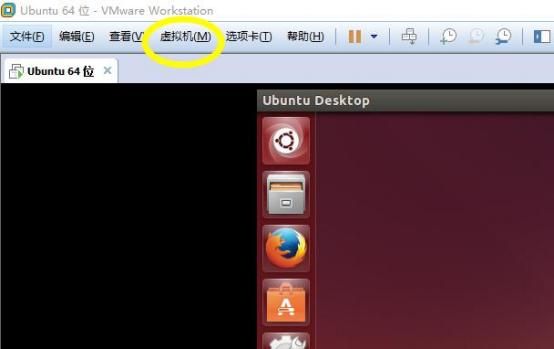 Ubuntu 64 位 - VMware Workstation
文件(F) 编辑(E) 查看(V) 虚拟机(M) 选项卡(T) 帮助(H)
Ubuntu 64 位
Ubuntu Desktop